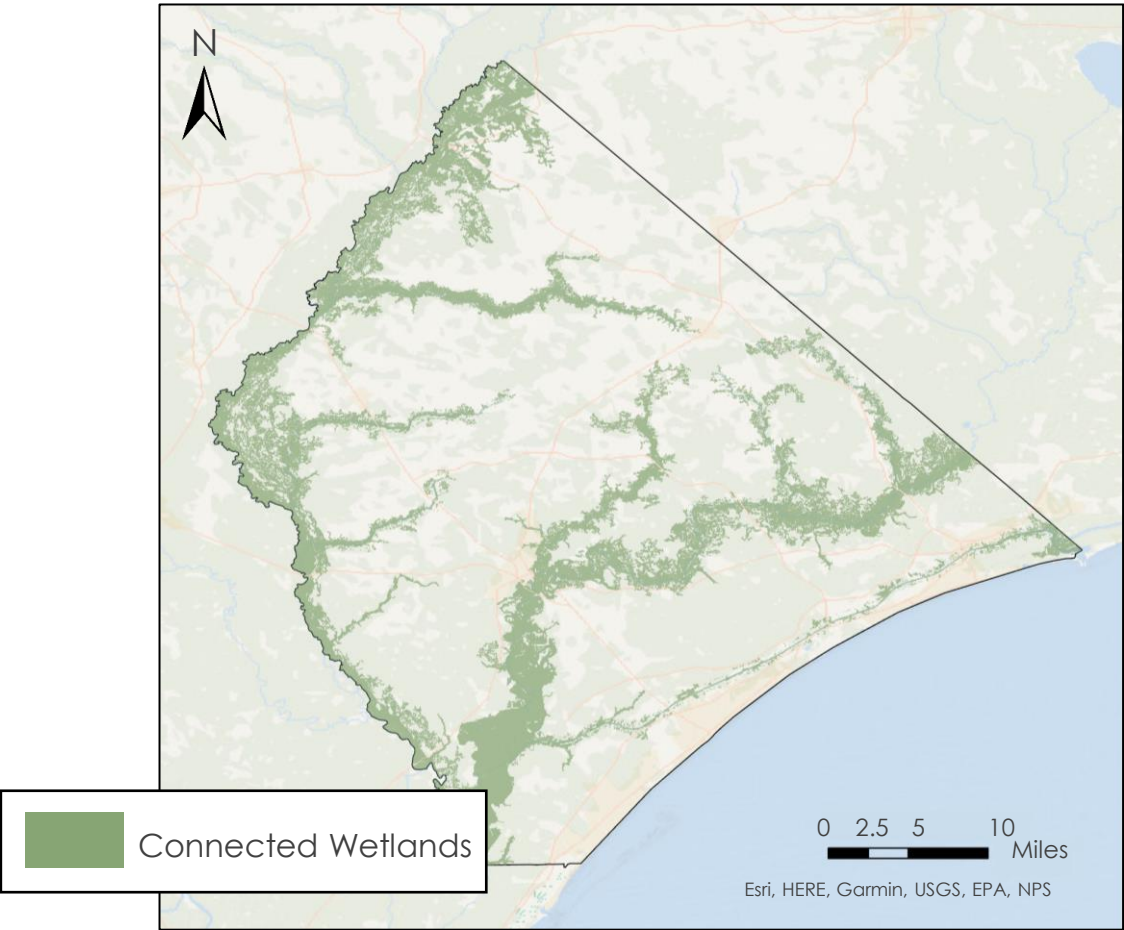 N
Connected Wetlands
0 2.5 5 10
Miles
Esri, HERE, Garmin, USGS, EPA, NPS